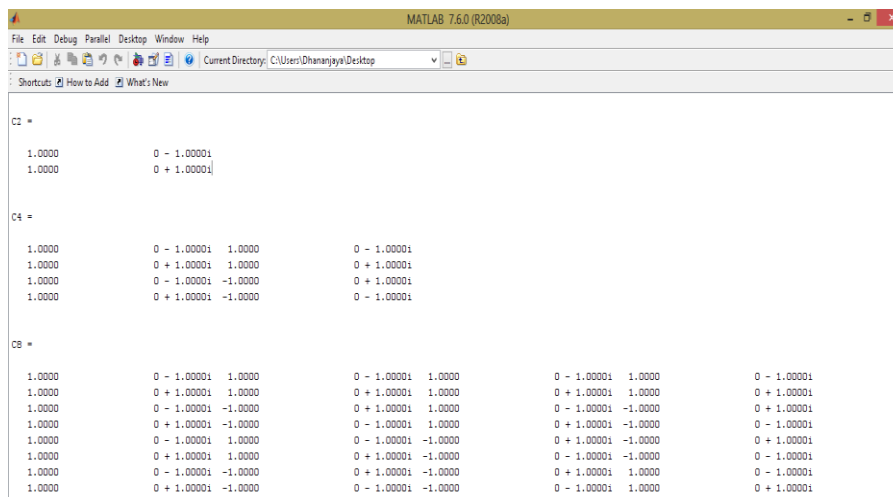 MATLAB 7.6.0 (R2008a)
File Edit Debug Parallel Desktop Window Help
Current Directory: C:\Users\Dhananjaya\Desktop
Shortcuts How to Add What's New
C2 =
1.0000 0 - 1.0000i
1.0000 0 + 1.0000i
C4 =
1.0000 0 - 1.0000i 1.0000 0 - 1.0000i
1.0000 0 + 1.0000i 1.0000 0 + 1.0000i
1.0000 0 - 1.0000i -1.0000 0 + 1.0000i
1.0000 0 + 1.0000i -1.0000 0 - 1.0000i
C8 =
1.0000 0 - 1.0000i 1.0000 0 - 1.0000i 1.0000 0 - 1.0000i 1.0000 0 - 1.0000i
1.0000 0 + 1.0000i 1.0000 0 + 1.0000i 1.0000 0 + 1.0000i 1.0000 0 + 1.0000i
1.0000 0 - 1.0000i -1.0000 0 + 1.0000i 1.0000 0 - 1.0000i -1.0000 0 + 1.0000i
1.0000 0 + 1.0000i -1.0000 0 - 1.0000i 1.0000 0 + 1.0000i -1.0000 0 - 1.0000i
1.0000 0 - 1.0000i 1.0000 0 - 1.0000i -1.0000 0 + 1.0000i -1.0000 0 + 1.0000i
1.0000 0 + 1.0000i 1.0000 0 + 1.0000i -1.0000 0 - 1.0000i -1.0000 0 - 1.0000i
1.0000 0 - 1.0000i -1.0000 0 + 1.0000i -1.0000 0 + 1.0000i 1.0000 0 - 1.0000i
1.0000 0 + 1.0000i -1.0000 0 - 1.0000i -1.0000 0 - 1.0000i 1.0000 0 + 1.0000i